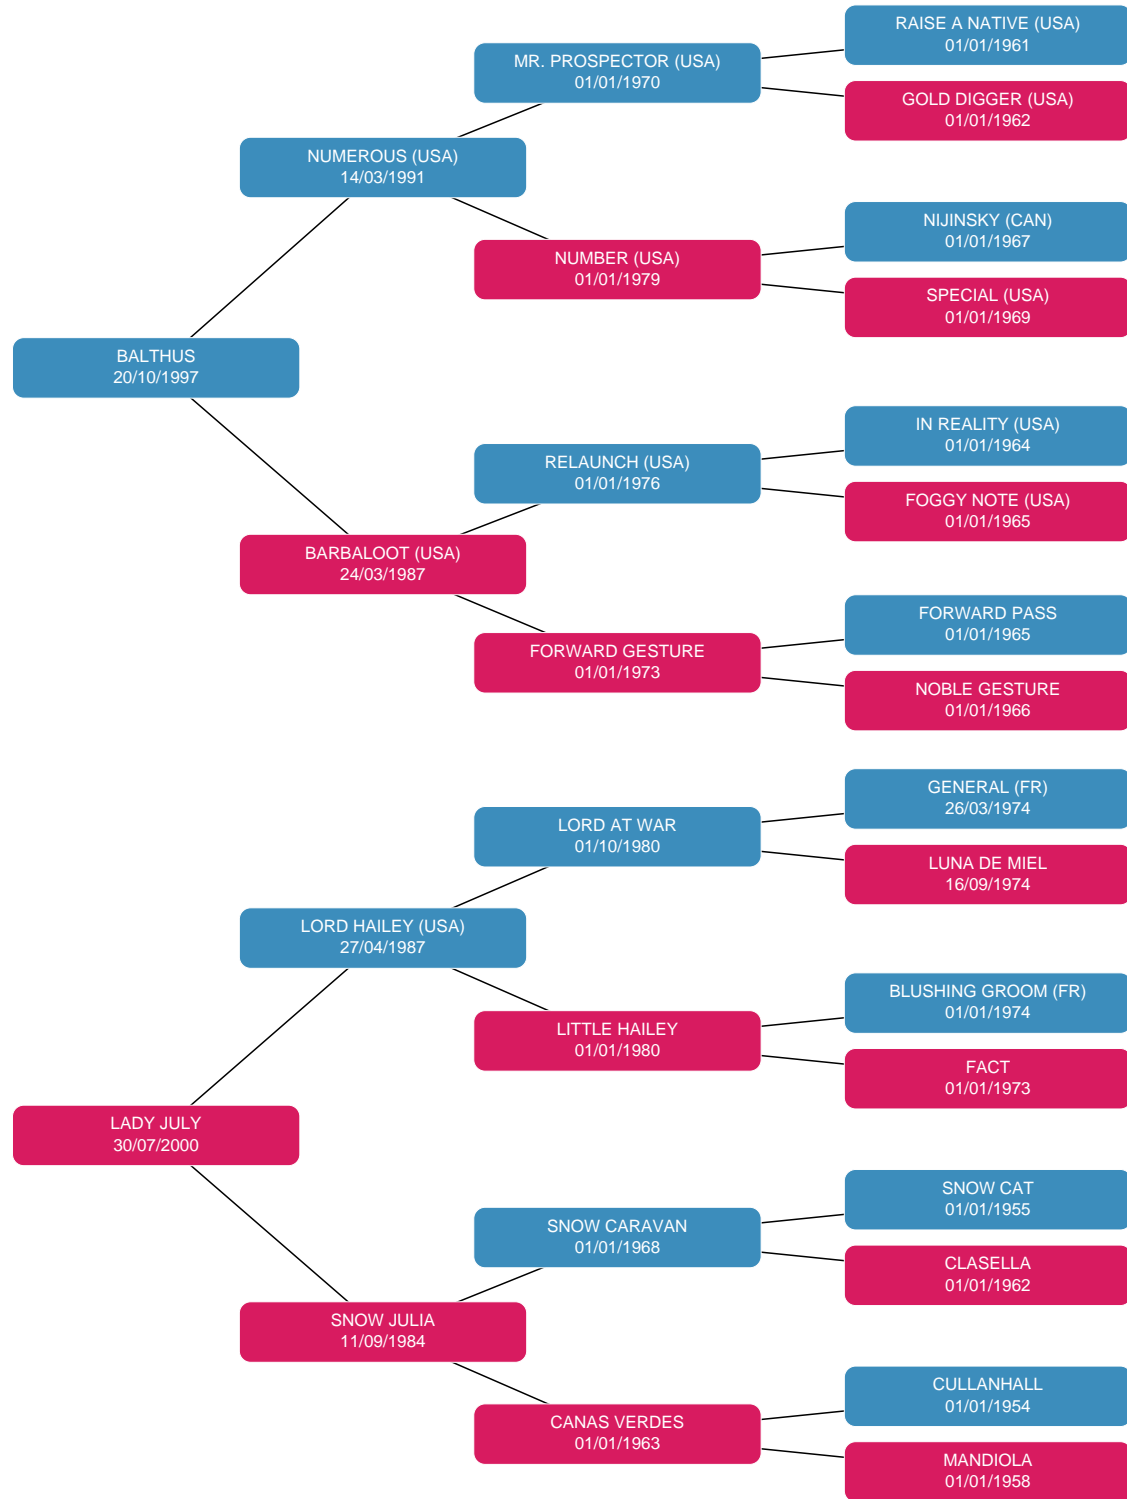 RAISE A NATIVE (USA)
01/01/1961
MR. PROSPECTOR (USA)
01/01/1970
GOLD DIGGER (USA)
01/01/1962
NUMEROUS (USA)
14/03/1991
NIJINSKY (CAN)
01/01/1967
NUMBER (USA)
01/01/1979
SPECIAL (USA)
01/01/1969
BALTHUS
20/10/1997
IN REALITY (USA)
01/01/1964
RELAUNCH (USA)
01/01/1976
FOGGY NOTE (USA)
01/01/1965
BARBALOOT (USA)
24/03/1987
FORWARD PASS
01/01/1965
FORWARD GESTURE
01/01/1973
NOBLE GESTURE
01/01/1966
GENERAL (FR)
26/03/1974
LORD AT WAR
01/10/1980
LUNA DE MIEL
16/09/1974
LORD HAILEY (USA)
27/04/1987
BLUSHING GROOM (FR)
01/01/1974
LITTLE HAILEY
01/01/1980
FACT
01/01/1973
LADY JULY
30/07/2000
SNOW CAT
01/01/1955
SNOW CARAVAN
01/01/1968
CLASELLA
01/01/1962
SNOW JULIA
11/09/1984
CULLANHALL
01/01/1954
CANAS VERDES
01/01/1963
MANDIOLA
01/01/1958